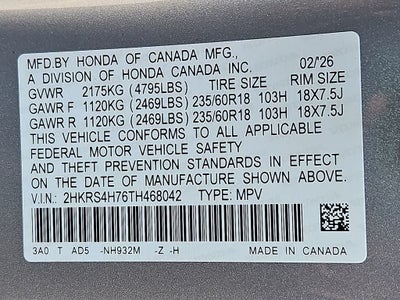 MFD.BY HONDA OF CANADA MFG.,
A DIVISION OF HONDA CANADA INC. 02/'26
GVWR 2175KG (4795LBS) TIRE SIZE RIM SIZE
GAWR F 1120KG (2469LBS) 235/60R18 103H 18X7.5J
GAWR R 1120KG (2469LBS) 235/60R18 103H 18X7.5J
THIS VEHICLE CONFORMS TO ALL APPLICABLE
FEDERAL MOTOR VEHICLE SAFETY
AND THEFT PREVENTION STANDARDS IN EFFECT
ON THE DATE OF MANUFACTURE SHOWN ABOVE.
V.I.N.: 2HKRS4H76TH468042 TYPE: MPV
3A0 T AD5 -NH932M -Z -H MADE IN CANADA